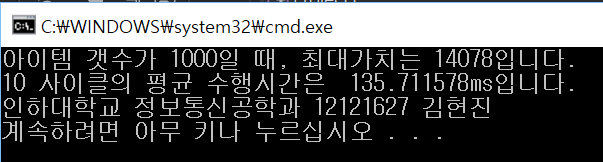 C:₩WINDOWS₩system32₩cmd.exe
아이템 갯수가 1000일 때, 최대가치는 14078입니다.
10 사이클의 평균 수행시간은  135.711578ms입니다.
인하대학교 정보통신공학과 12121627 김현진
계속하려면 아무 키나 누르십시오 . . .